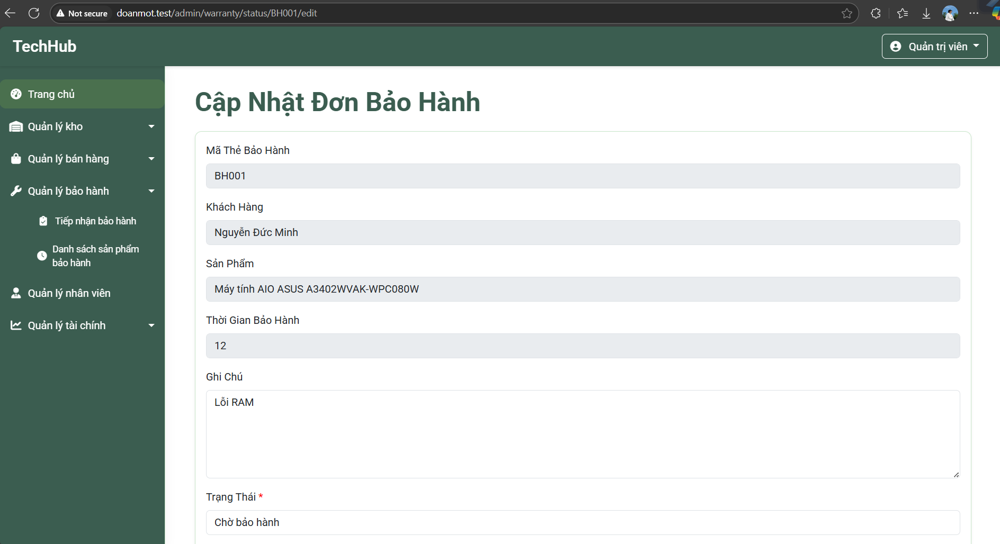 Not secure
doanmot.test/admin/warranty/status/BH001/edit
TechHub
Quản trị viên
Trang chủ
Quản lý kho
Quản lý bán hàng
Quản lý bảo hành
Tiếp nhận bảo hành
Danh sách sản phẩm
bảo hành
Quản lý nhân viên
Quản lý tài chính
Cập Nhật Đơn Bảo Hành
Mã Thẻ Bảo Hành
BH001
Khách Hàng
Nguyễn Đức Minh
Sản Phẩm
Máy tính AIO ASUS A3402WVAK-WPC080W
Thời Gian Bảo Hành
12
Ghi Chú
Lỗi RAM
Trạng Thái *
Chờ bảo hành